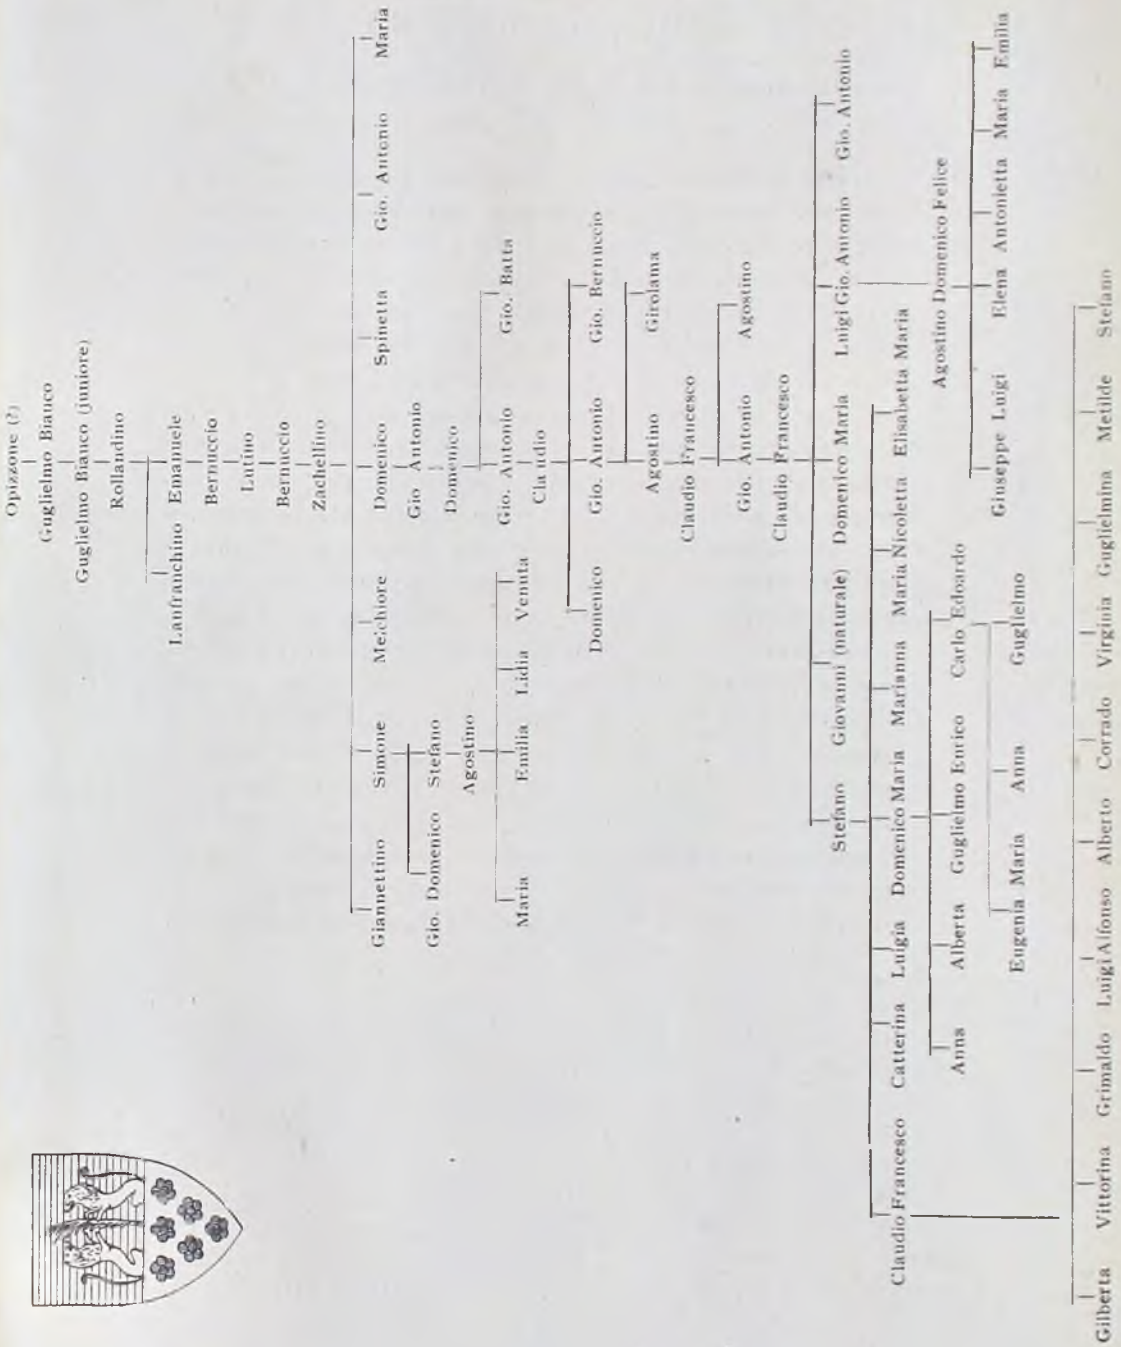 Opizzone (?)
Guglielmo Biauco
Guglielmo Biauco (juniore)
Rollandino
Lanfranchino Emanuele
Bernuccio
Lutino
Bernuccio
Zachellino
Giannettino Simone Melchiore Domenico Spinetta Gio. Antonio Maria
Gio Antonio
Gio. Domenico Stefano Domenico
Agostino
Gio. Antonio Gio. Batta
Maria Emilia Lidia Venuta
Claudio
Domenico Gio. Antonio Gio. Bernuccio
Agostino Girolama
Claudio Francesco
Gio. Antonio Agostino
Claudio Francesco
Stefano Giovanni (naturale) Domenico Maria Luigi Gio. Antonio Gio. Antonio
Claudio Francesco Catterina Luigia Domenico Maria Marianna Maria Nicoletta Elisabetta Maria
Agostino Domenico Felice
Anna Alberta Guglielmo Enrico Carlo Edoardo
Giuseppe Luigi Elena Antonietta Maria Emilia
Eugenia Maria Anna Guglielmo
Gilberta Vittorina Grimaldo Luigi Alfonso Alberto Corrado Virginia Guglielmina Metilde Stefano